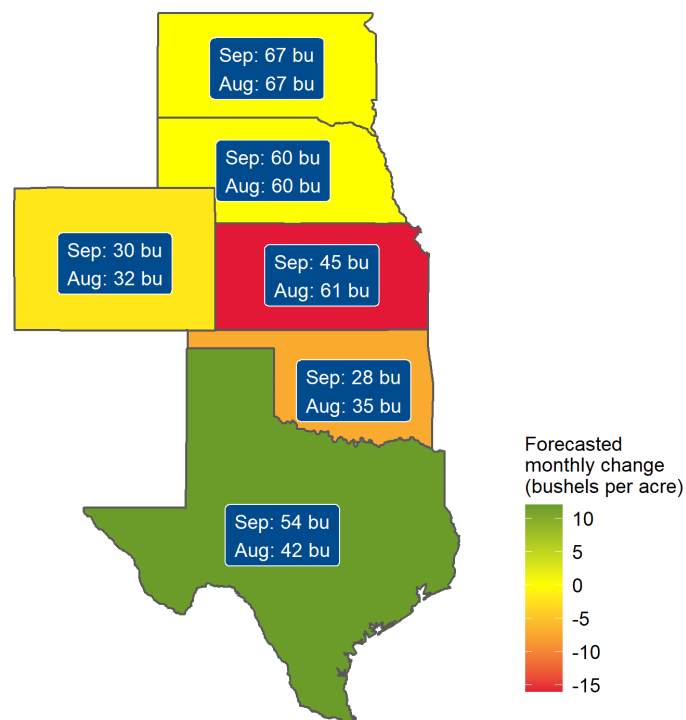 Sep: 67 bu
Aug: 67 bu
Sep: 60 bu
Aug: 60 bu
Sep: 30 bu
Aug: 32 bu
Sep: 45 bu
Aug: 61 bu
Sep: 28 bu
Aug: 35 bu
Sep: 54 bu
Aug: 42 bu
Forecasted
monthly change
(bushels per acre)
10
5
0
-5
-10
-15